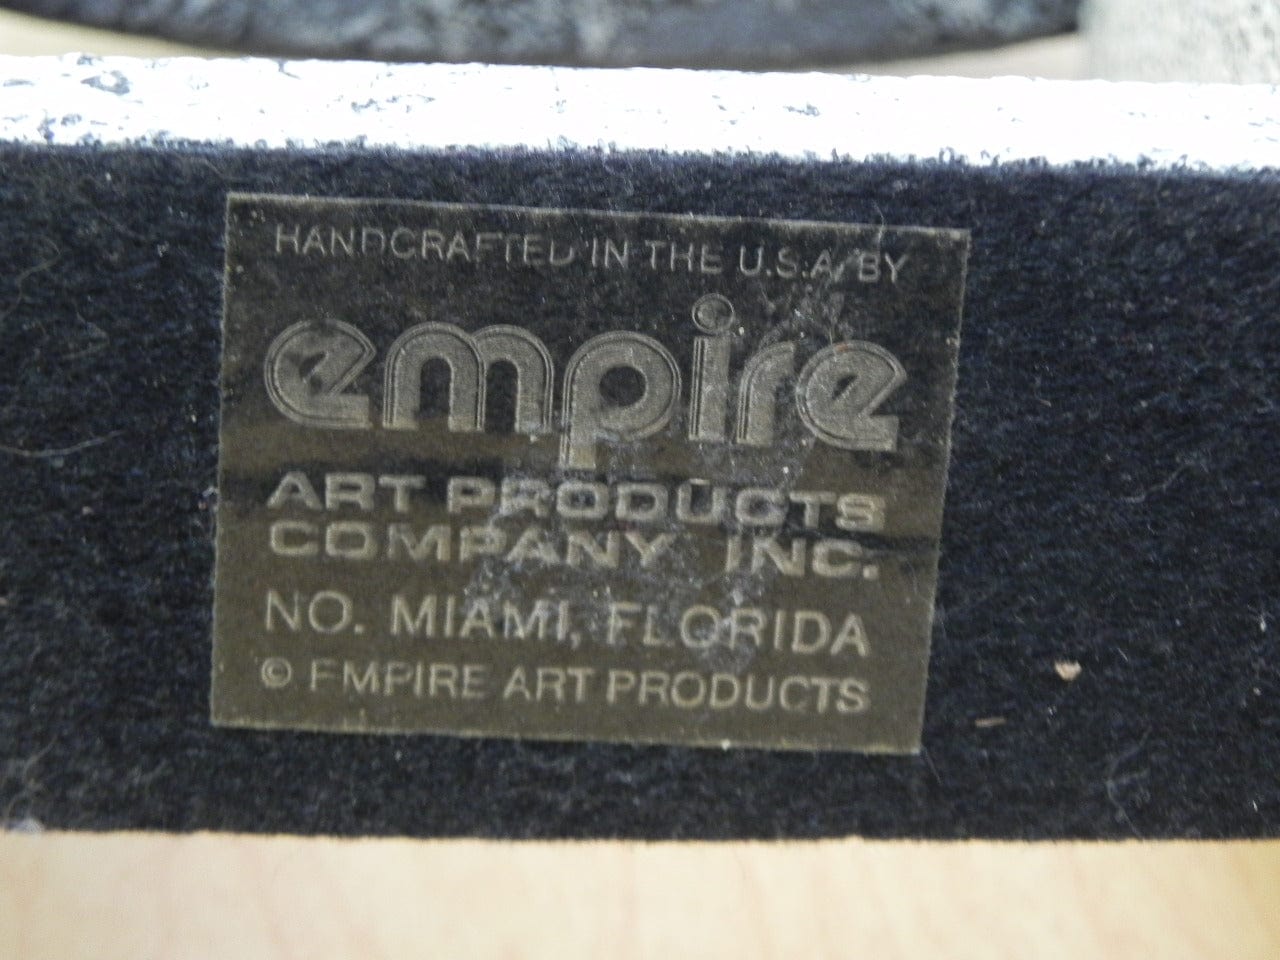 HANDCRAFTED IN THE U.S.A. BY
empire
ART PRODUCTS
COMPANY INC.
NO. MIAMI, FLORIDA
© EMPIRE ART PRODUCTS